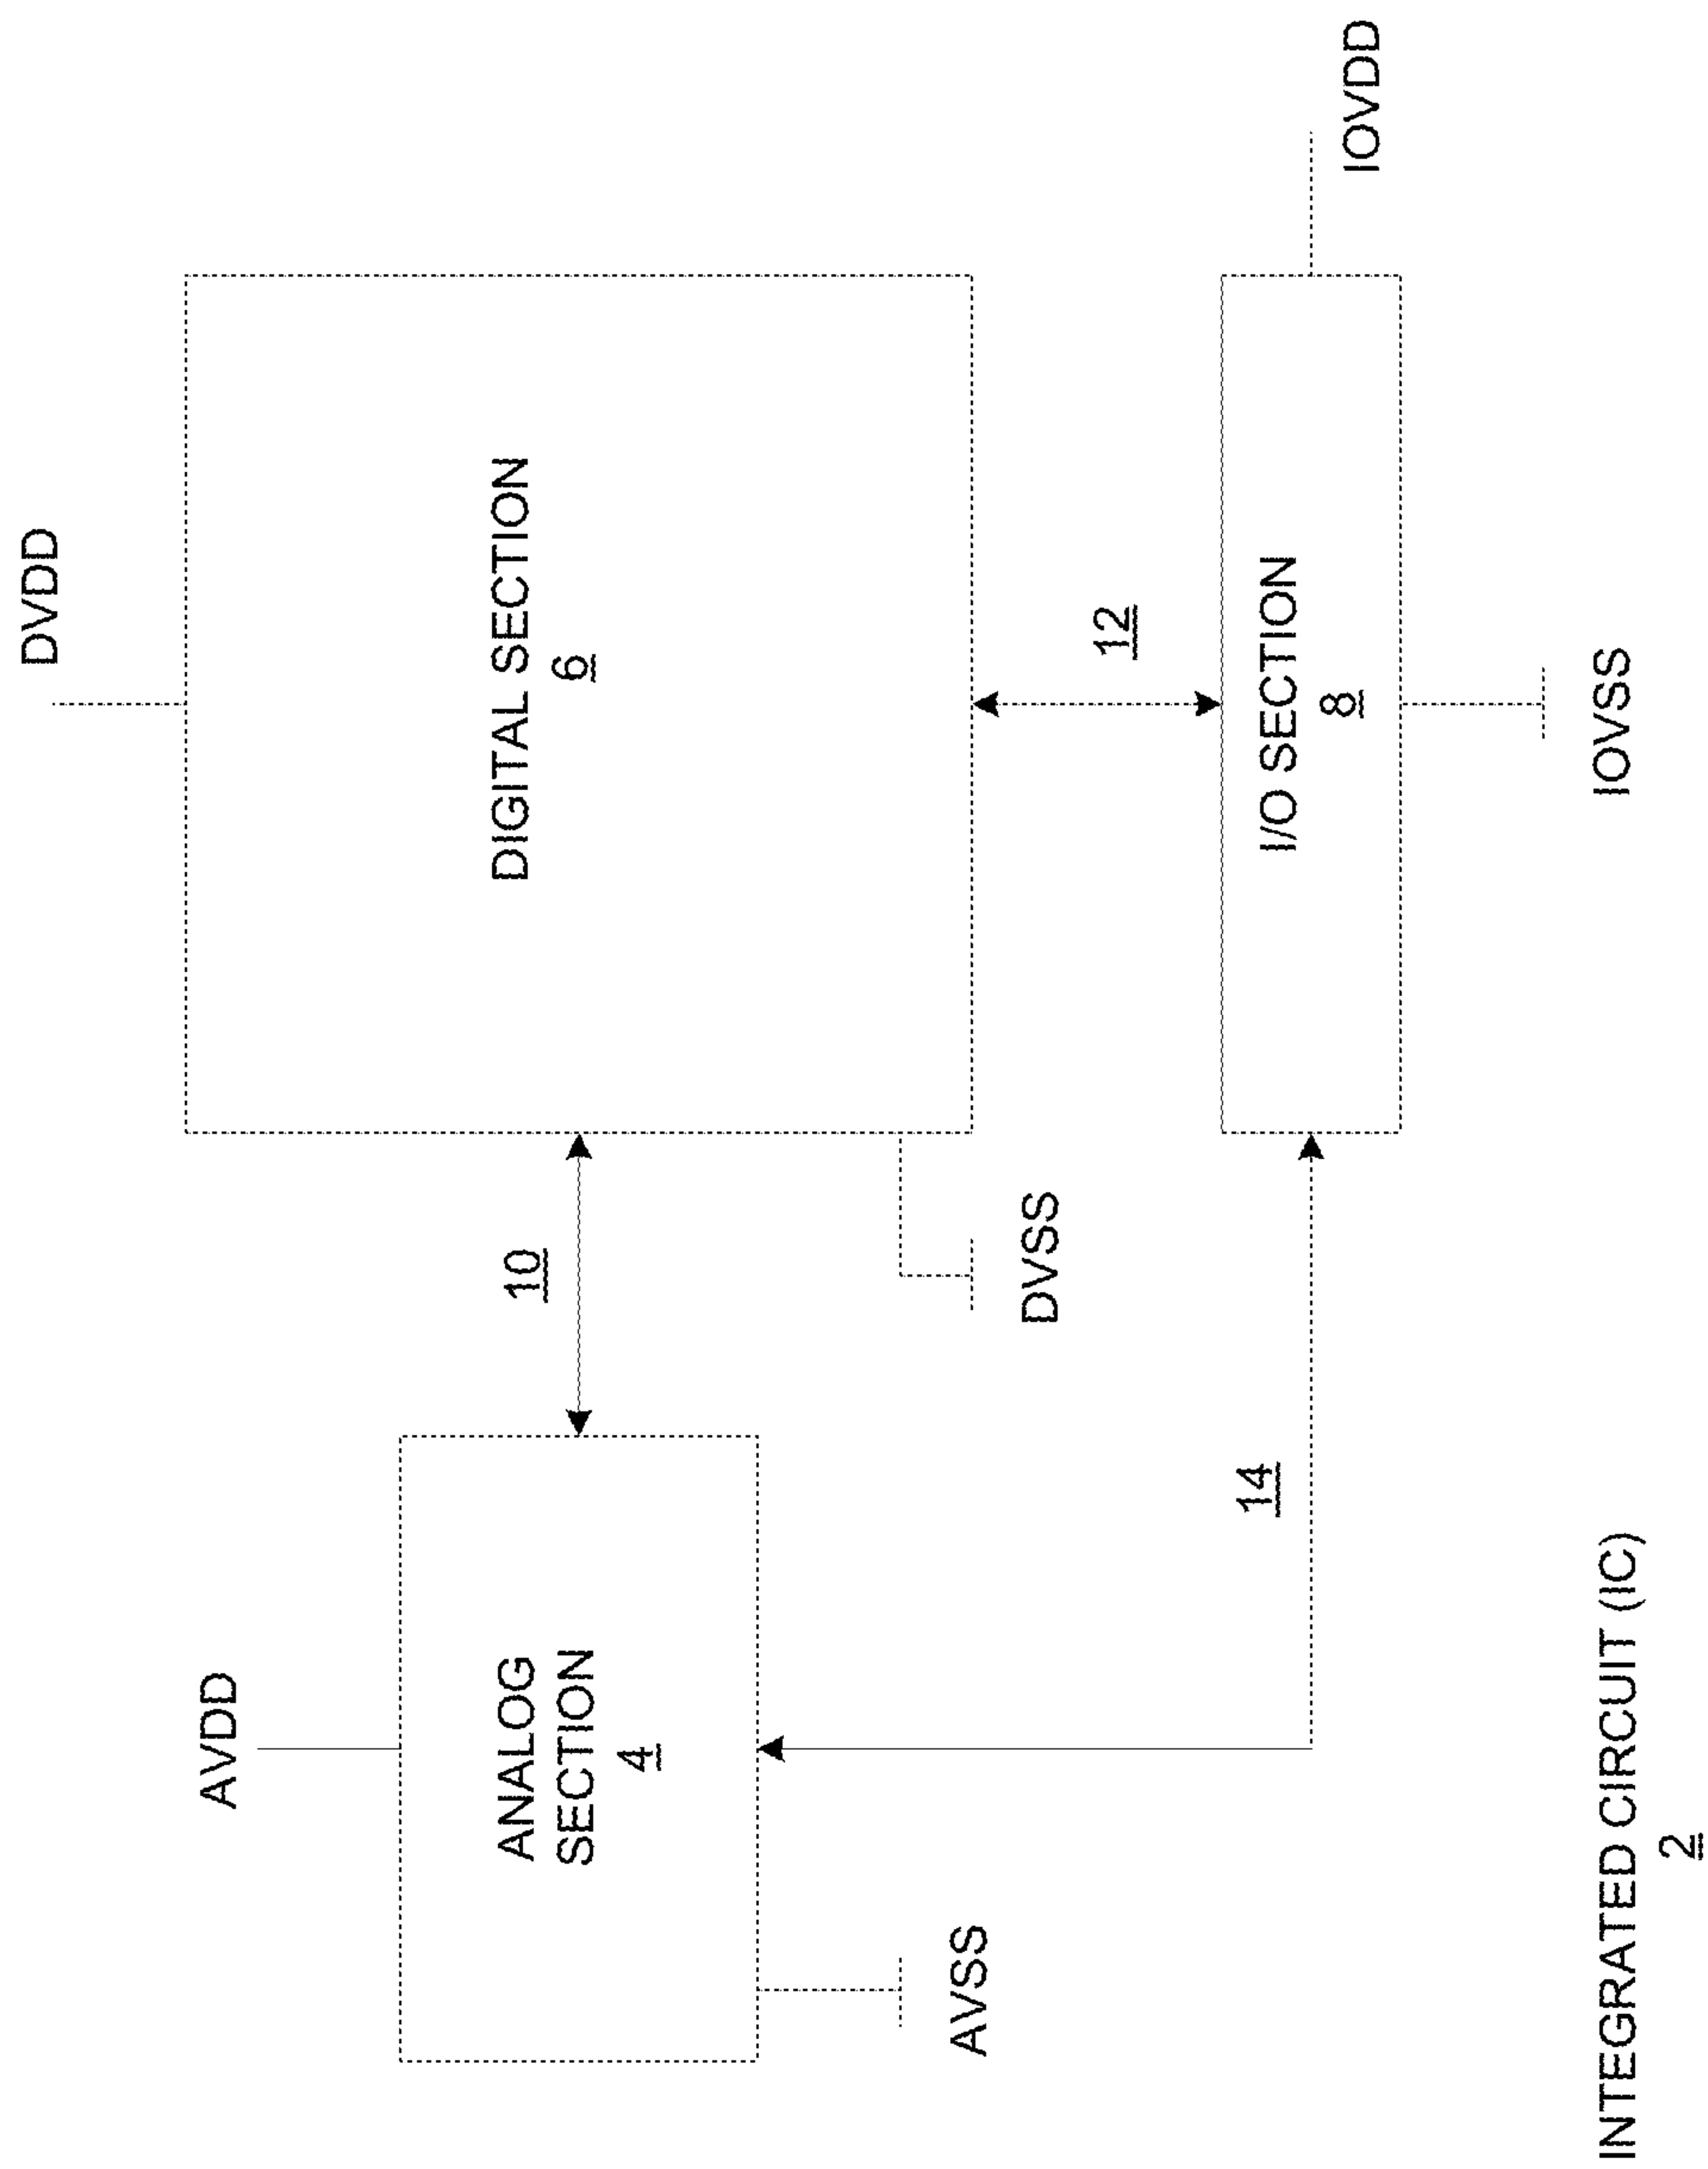 DVDD
AVDD
DIGITAL SECTION
6
ANALOG
SECTION
4
10
AVSS
DVSS
12
14
I/O SECTION
8
IOVDD
IOVSS
INTEGRATED CIRCUIT (IC)
2